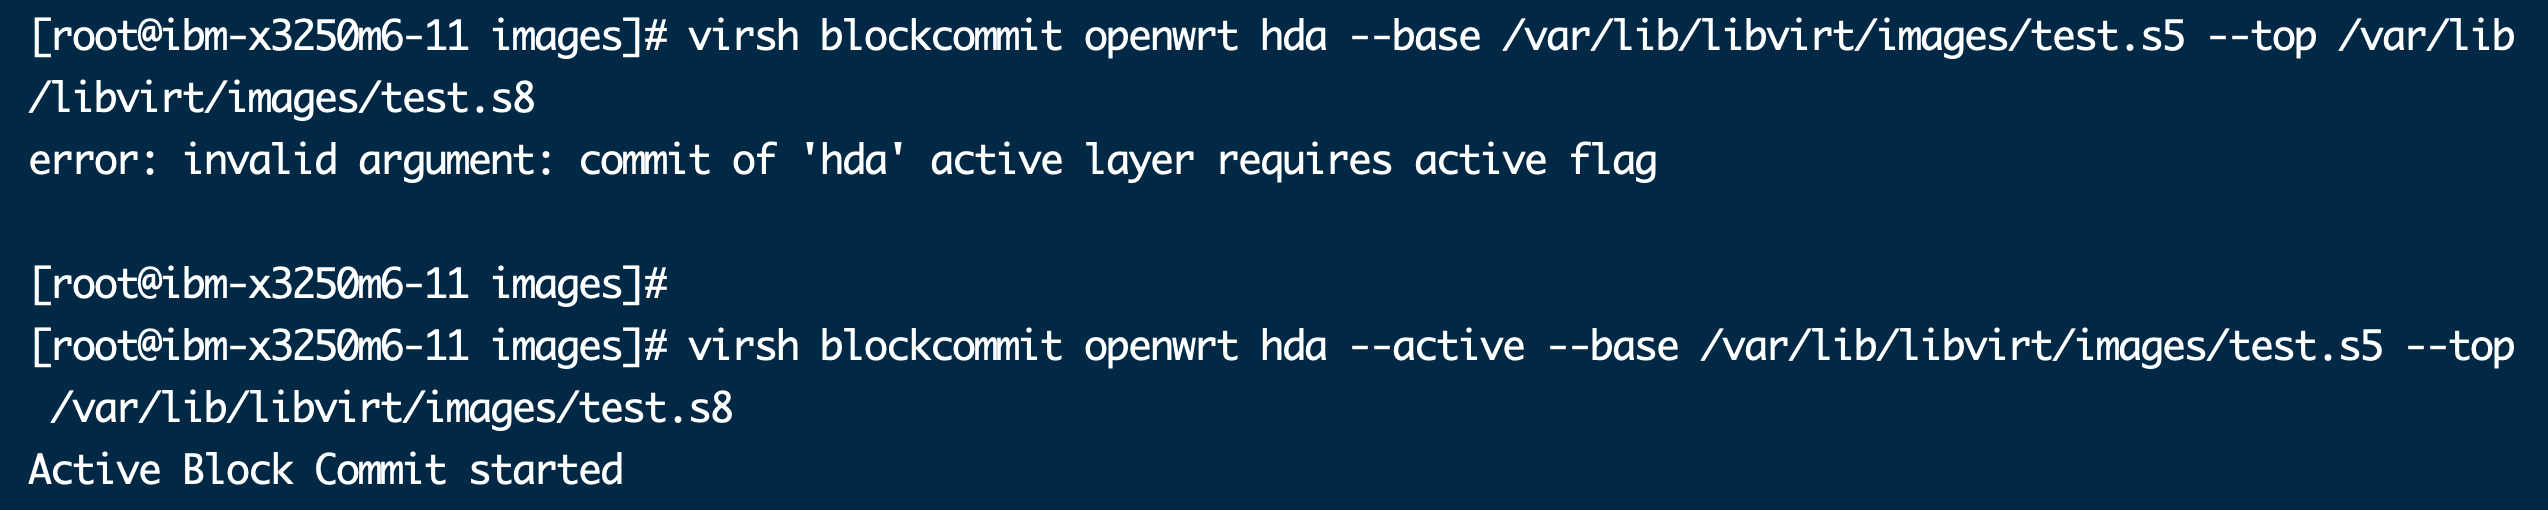 [root@ibm-x3250m6-11 images]# virsh blockcommit openwrt hda --base /var/lib/libvirt/images/test.s5 --top /var/lib
/libvirt/images/test.s8
error: invalid argument: commit of 'hda' active layer requires active flag
[root@ibm-x3250m6-11 images]#
[root@ibm-x3250m6-11 images]# virsh blockcommit openwrt hda --active --base /var/lib/libvirt/images/test.s5 --top
/var/lib/libvirt/images/test.s8
Active Block Commit started